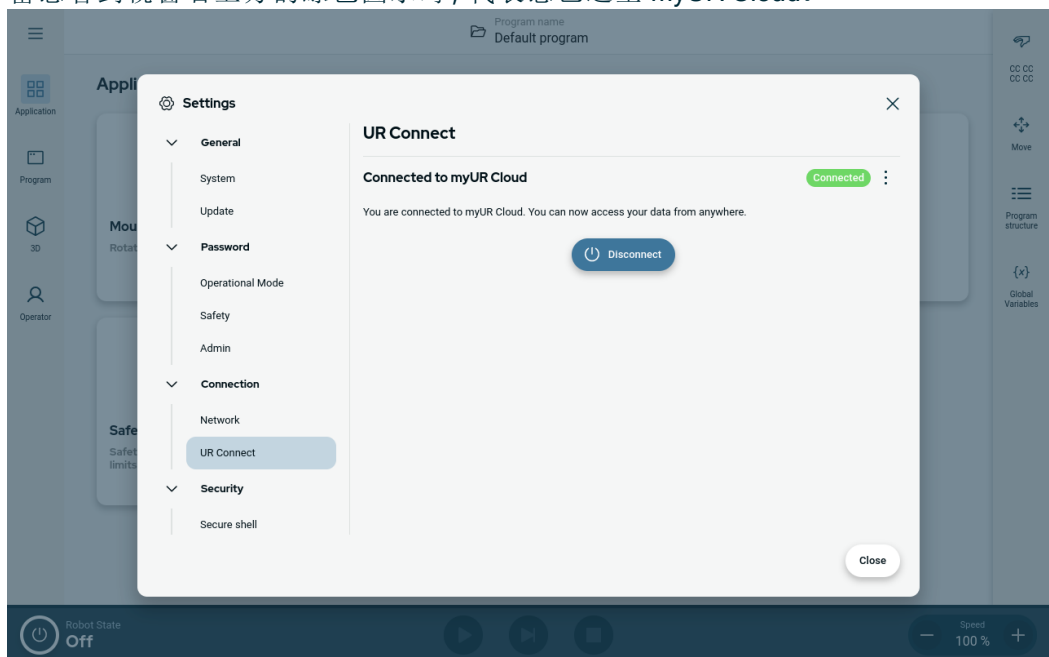 Program name
Default program
Application
Program
3D
Operator
Appli
Mou
Rotat
Safe
Safet
limits
Settings
General
System
Update
Password
Operational Mode
Safety
Admin
Connection
Network
UR Connect
Security
Secure shell
UR Connect
Connected to myUR Cloud
Connected
You are connected to myUR Cloud. You can now access your data from anywhere.
Disconnect
Close
CC CC
CC CC
Move
Program
structure
{x}
Global
Variables
Robot State
Off
Speed
100 %